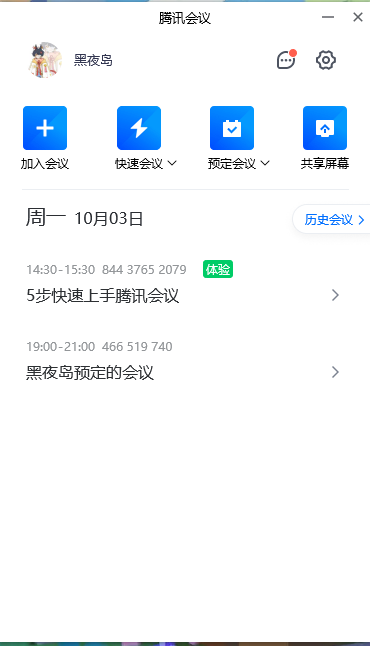 腾讯会议
黑夜岛
加入会议 快速会议 预定会议 共享屏幕
周一 10月03日 历史会议
14:30-15:30 844 3765 2079 体验
5步快速上手腾讯会议
19:00-21:00 466 519 740
黑夜岛预定的会议